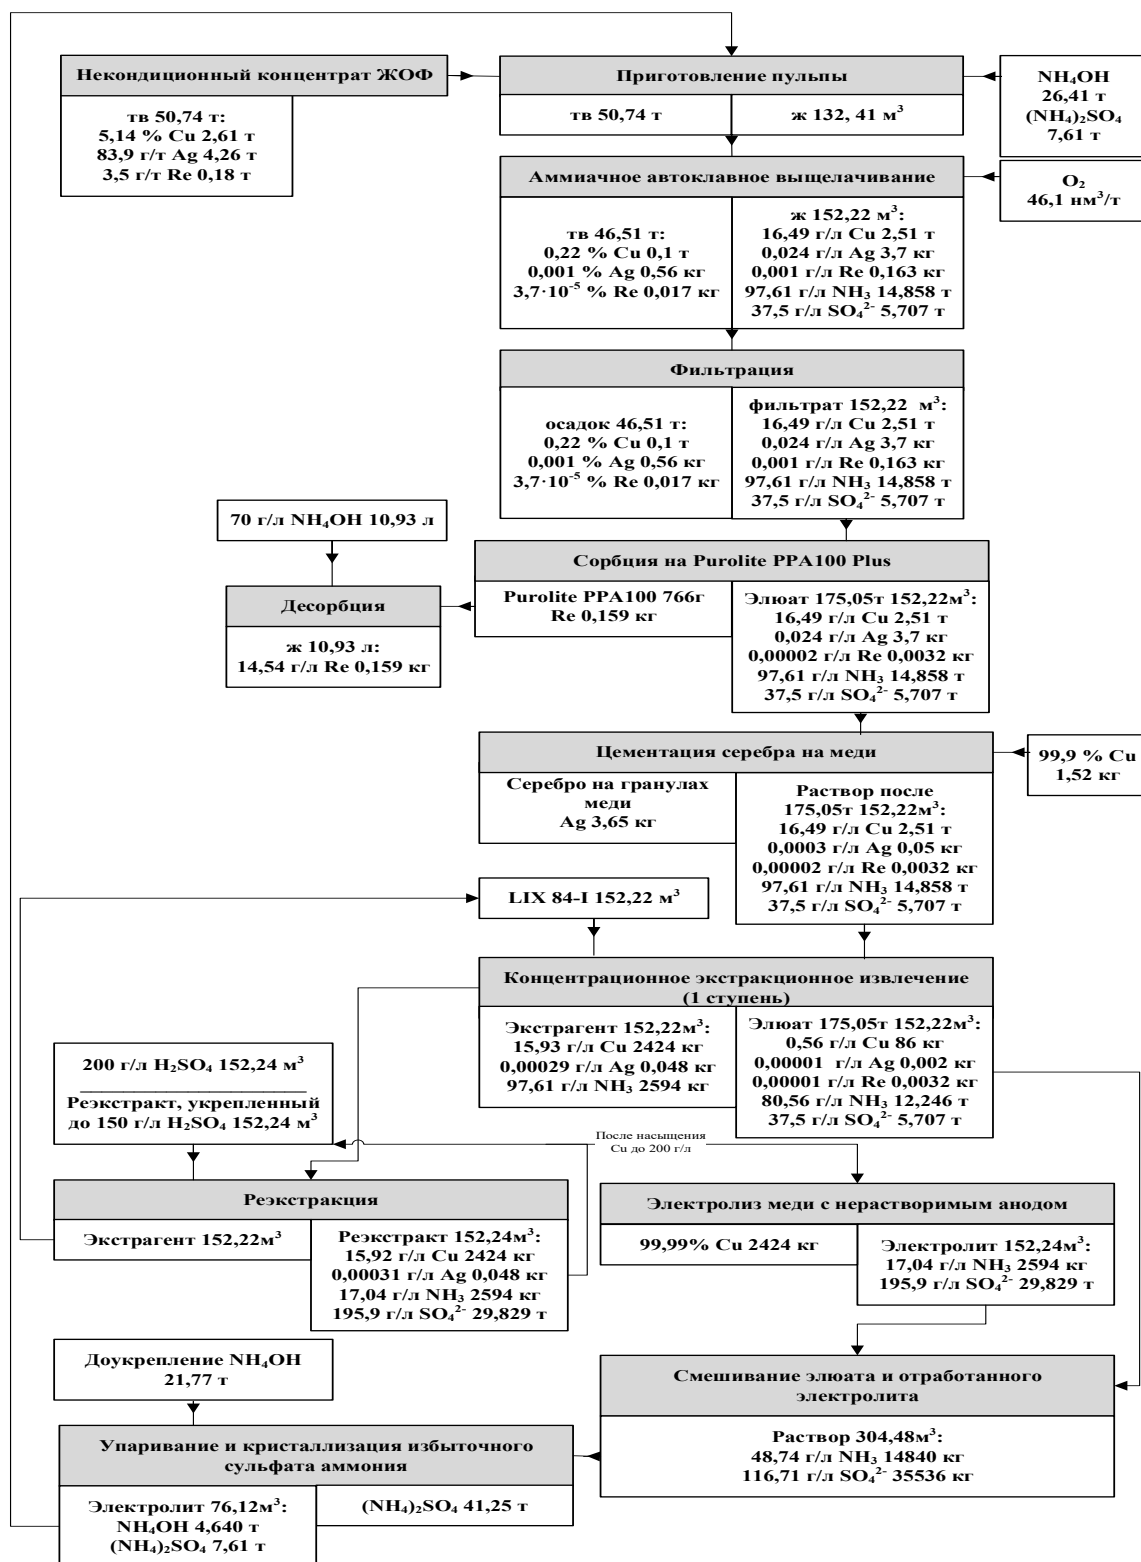 Некондиционный концентрат ЖОФ
тв 50,74 т:
5,14 % Cu 2,61 т
83,9 г/т Ag 4,26 т
3,5 г/т Re 0,18 т
Приготовление пульпы
тв 50,74 т
ж 132, 41 м³
NH₄OH
26,41 т
(NH₄)₂SO₄
7,61 т
Аммиачное автоклавное выщелачивание
тв 46,51 т:
0,22 % Cu 0,1 т
0,001 % Ag 0,56 кг
3,7·10⁻⁵ % Re 0,017 кг
ж 152,22 м³:
16,49 г/л Cu 2,51 т
0,024 г/л Ag 3,7 кг
0,001 г/л Re 0,163 кг
97,61 г/л NH₃ 14,858 т
37,5 г/л SO₄²⁻ 5,707 т
O₂
46,1 нм³/т
Фильтрация
осадок 46,51 т:
0,22 % Cu 0,1 т
0,001 % Ag 0,56 кг
3,7·10⁻⁵ % Re 0,017 кг
фильтрат 152,22 м³:
16,49 г/л Cu 2,51 т
0,024 г/л Ag 3,7 кг
0,001 г/л Re 0,163 кг
97,61 г/л NH₃ 14,858 т
37,5 г/л SO₄²⁻ 5,707 т
70 г/л NH₄OH 10,93 л
Десорбция
ж 10,93 л:
14,54 г/л Re 0,159 кг
Сорбция на Purolite PPA100 Plus
Purolite PPA100 766г
Re 0,159 кг
Элюат 175,05т 152,22м³:
16,49 г/л Cu 2,51 т
0,024 г/л Ag 3,7 кг
0,00002 г/л Re 0,0032 кг
97,61 г/л NH₃ 14,858 т
37,5 г/л SO₄²⁻ 5,707 т
Цементация серебра на меди
Серебро на гранулах
меди
Ag 3,65 кг
Раствор после
175,05т 152,22м³:
16,49 г/л Cu 2,51 т
0,0003 г/л Ag 0,05 кг
0,00002 г/л Re 0,0032 кг
97,61 г/л NH₃ 14,858 т
37,5 г/л SO₄²⁻ 5,707 т
99,9 % Cu
1,52 кг
LIX 84-I 152,22 м³
Концентрационное экстракционное извлечение
(1 ступень)
Экстрагент 152,22м³:
15,93 г/л Cu 2424 кг
0,00029 г/л Ag 0,048 кг
97,61 г/л NH₃ 2594 кг
Элюат 175,05т 152,22м³:
0,56 г/л Cu 86 кг
0,00001 г/л Ag 0,002 кг
0,00001 г/л Re 0,0032 кг
80,56 г/л NH₃ 12,246 т
37,5 г/л SO₄²⁻ 5,707 т
200 г/л H₂SO₄ 152,24 м³
Реэкстракт, укрепленный
до 150 г/л H₂SO₄ 152,24 м³
После насыщения
Cu до 200 г/л
Реэкстракция
Экстрагент 152,22м³
Реэкстракт 152,24м³:
15,92 г/л Cu 2424 кг
0,00031 г/л Ag 0,048 кг
17,04 г/л NH₃ 2594 кг
195,9 г/л SO₄²⁻ 29,829 т
Электролиз меди с нерастворимым анодом
99,99% Cu 2424 кг
Электролит 152,24м³:
17,04 г/л NH₃ 2594 кг
195,9 г/л SO₄²⁻ 29,829 т
Доукрепление NH₄OH
21,77 т
Смешивание элюата и отработанного
электролита
Раствор 304,48м³:
48,74 г/л NH₃ 14840 кг
116,71 г/л SO₄²⁻ 35536 кг
Упаривание и кристаллизация избыточного
сульфата аммония
Электролит 76,12м³:
NH₄OH 4,640 т
(NH₄)₂SO₄ 7,61 т
(NH₄)₂SO₄ 41,25 т